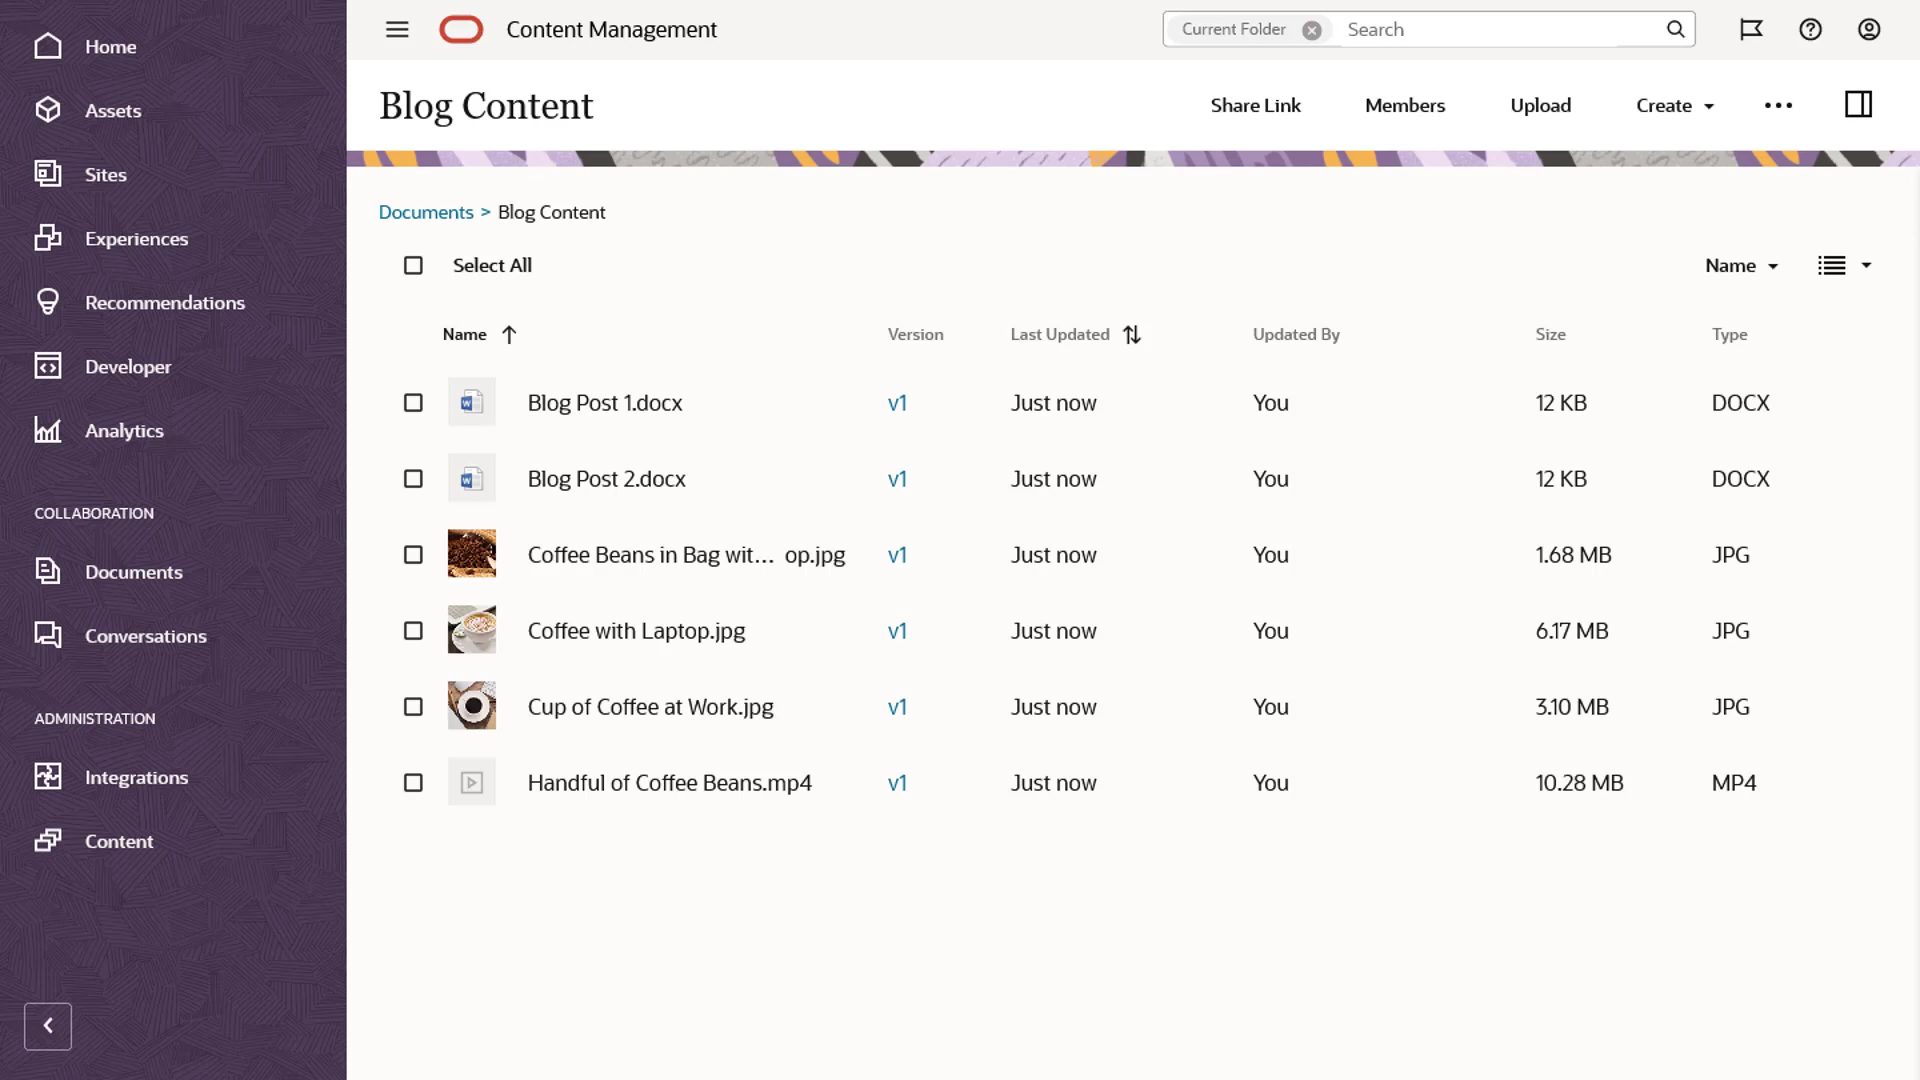 Home
Assets
Sites
Experiences
Recommendations
Developer
Analytics
COLLABORATION
Documents
Conversations
ADMINISTRATION
Integrations
Content
Content Management
Current Folder
Search
Blog Content
Share Link
Members
Upload
Create
Documents > Blog Content
Select All
Name
Name Version Last Updated Updated By Size Type
Blog Post 1.docx v1 Just now You 12 KB DOCX
Blog Post 2.docx v1 Just now You 12 KB DOCX
Coffee Beans in Bag wit... op.jpg v1 Just now You 1.68 MB JPG
Coffee with Laptop.jpg v1 Just now You 6.17 MB JPG
Cup of Coffee at Work.jpg v1 Just now You 3.10 MB JPG
Handful of Coffee Beans.mp4 v1 Just now You 10.28 MB MP4